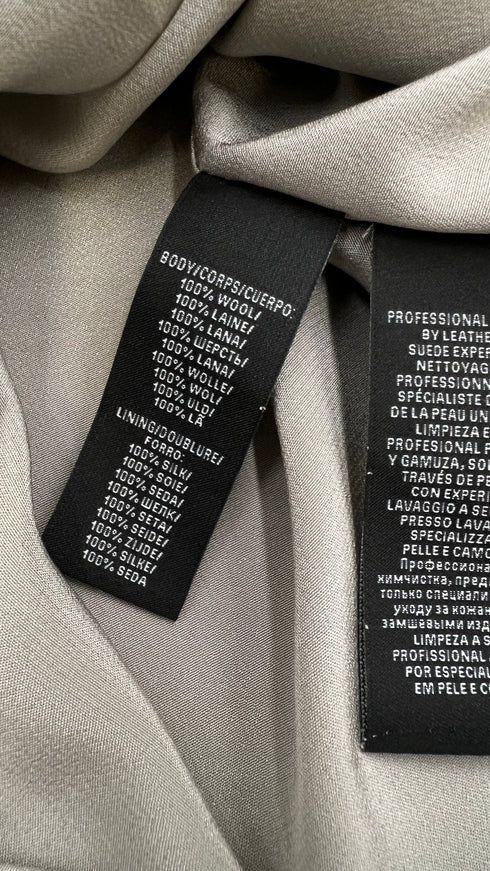 BODY/CORPS/CUERPO:
100% WOOL/
100% LAINE/
100% LANA/
100% ШЕРСТЬ/
100% LANA/
100% WOLLE/
100% WOL/
100% ULD/
100% LÃ
LINING/DOUBLURE/
FORRO:
100% SILK/
100% SOIE/
100% SEDA/
100% ШЕЛК/
100% SETA/
100% SEIDE/
100% ZIJDE/
100% SILKE/
100% SEDA
PROFESSIONAL
BY LEATHE
SUEDE EXPER
NETTOYAG
PROFESSIONN
SPÉCIALISTE D
DE LA PEAU UN
LIMPIEZA E
PROFESIONAL P
Y GAMUZA, SO
TRAVÉS DE PE
CON EXPERI
LAVAGGIO A SE
PRESSO LAVA
SPECIALIZZA
PELLE E CAMO
Профессиона
химчистка, пред
только специали
уходу за кожан
замшевыми изд
LIMPEZA A S
PROFISSIONAL
POR ESPECIAL
EM PELE E C